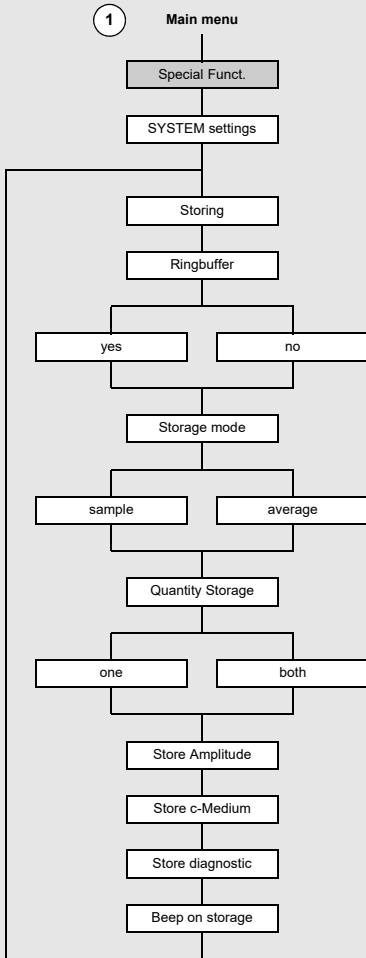 1 Main menu
Special Funct.
SYSTEM settings
Storing
Ringbuffer
yes no
Storage mode
sample average
Quantity Storage
one both
Store Amplitude
Store c-Medium
Store diagnostic
Beep on storage